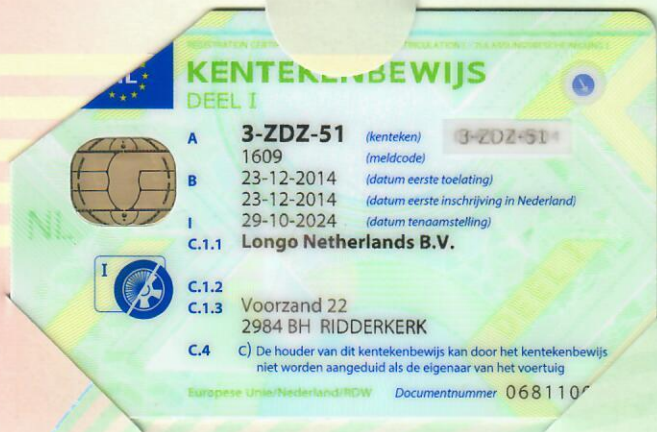 KENTEKENBEWIJS
DEEL I
A 3-ZDZ-51 (kenteken) 3-ZDZ-51
1609 (meldcode)
B 23-12-2014 (datum eerste toelating)
23-12-2014 (datum eerste inschrijving in Nederland)
I 29-10-2024 (datum tenaamstelling)
C.1.1 Longo Netherlands B.V.
NL
I
C.1.2
C.1.3 Voorzand 22
2984 BH RIDDERKERK
C.4 C) De houder van dit kentekenbewijs kan door het kentekenbewijs
niet worden aangeduid als de eigenaar van het voertuig
Europese Unie/Nederland/RDW Documentnummer 068110
DEEL I